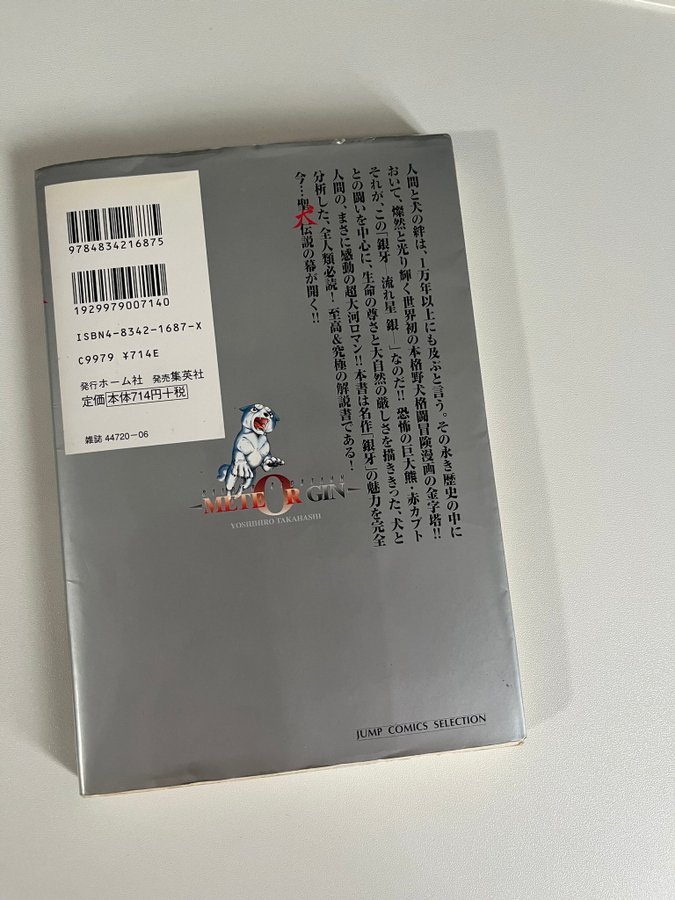 人間と犬の絆は、1万年以上にも及ぶと言う。その永き歴史の中に
おいて、燦然と光り輝く世界初の本格野犬格闘冒険漫画の金字塔!!
それが、この「銀牙 流れ星 銀──」なのだ!! 恐怖の巨大熊・赤カブト
との闘いを中心に、生命の尊さと大自然の厳しさを描ききった、犬と
人間の、まさに感動の超大河ロマン!! 本書は名作「銀牙」の魅力を完全
分析した、全人類必読! 至高&究極の解説書である!
今…聖犬伝説の幕が開く!!
9784834216875
1929979007140
ISBN4-8342-1687-X
C9979 ¥714E
発行 ホーム社 発売 集英社
定価 本体714円+税
雑誌 44720-06
METEOR GIN
YOSHIHIRO TAKAHASHI
JUMP COMICS SELECTION